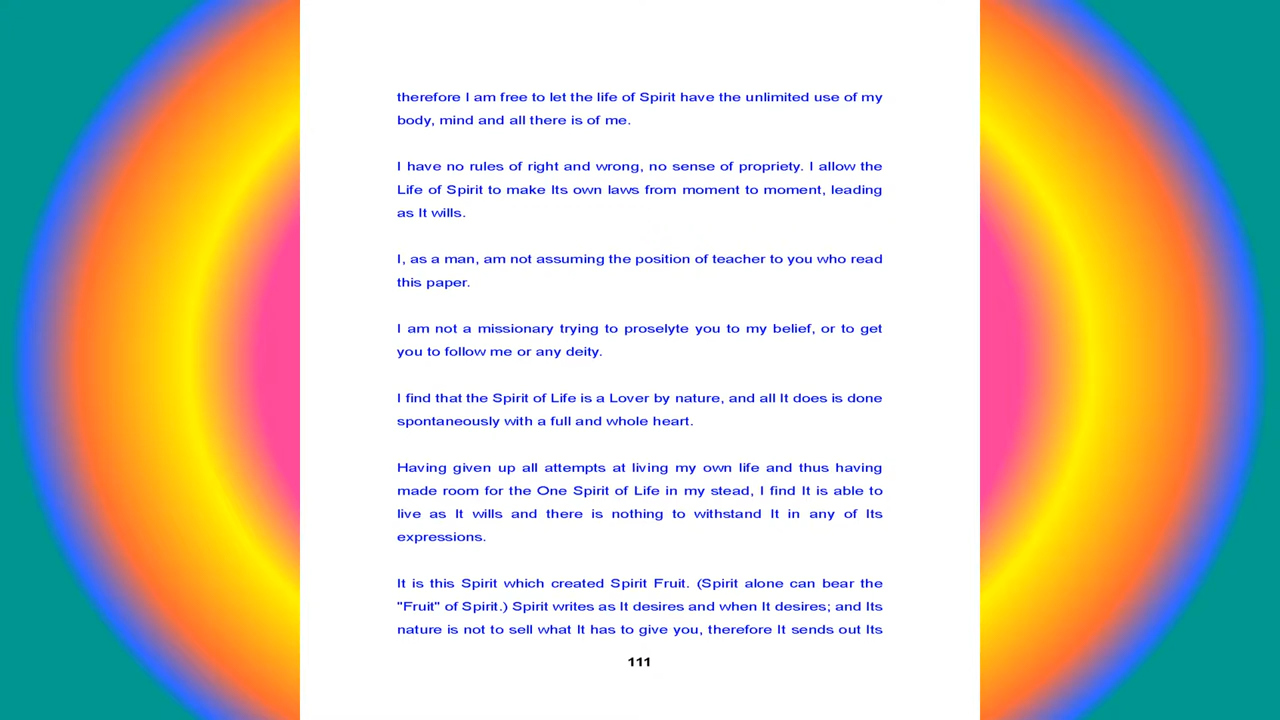 therefore I am free to let the life of Spirit have the unlimited use of my
body, mind and all there is of me.
I have no rules of right and wrong, no sense of propriety. I allow the
Life of Spirit to make Its own laws from moment to moment, leading
as It wills.
I, as a man, am not assuming the position of teacher to you who read
this paper.
I am not a missionary trying to proselyte you to my belief, or to get
you to follow me or any deity.
I find that the Spirit of Life is a Lover by nature, and all It does is done
spontaneously with a full and whole heart.
Having given up all attempts at living my own life and thus having
made room for the One Spirit of Life in my stead, I find It is able to
live as It wills and there is nothing to withstand It in any of Its
expressions.
It is this Spirit which created Spirit Fruit. (Spirit alone can bear the
"Fruit" of Spirit.) Spirit writes as It desires and when It desires; and Its
nature is not to sell what It has to give you, therefore It sends out Its
111